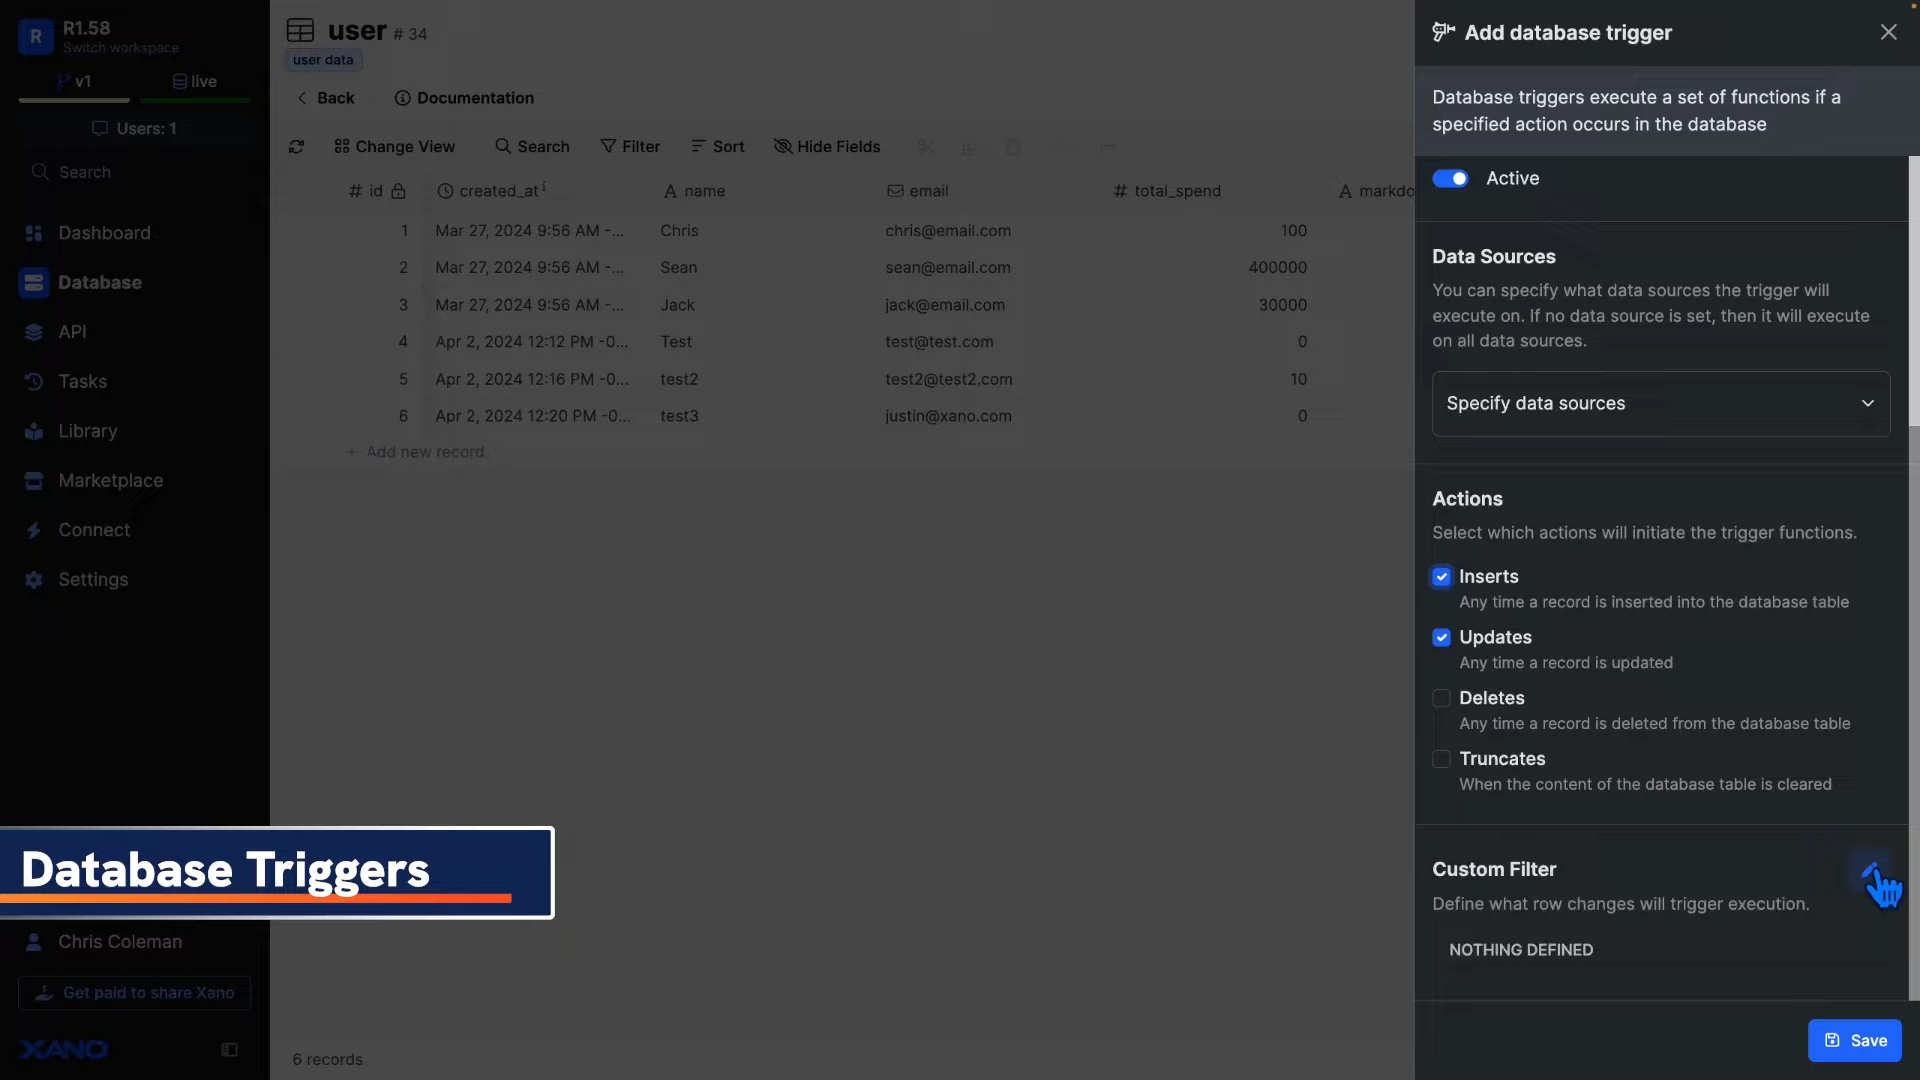 R
R1.58
Switch workspace
v1
live
Users: 1
Search
Dashboard
Database
API
Tasks
Library
Marketplace
Connect
Settings
Database Triggers
Chris Coleman
Get paid to share Xano
XANO
user # 34
user data
Back
Documentation
Change View
Search
Filter
Sort
Hide Fields
# id
created_at
A name
email
# total_spend
A markdo
1 Mar 27, 2024 9:56 AM -... Chris chris@email.com 100
2 Mar 27, 2024 9:56 AM -... Sean sean@email.com 400000
3 Mar 27, 2024 9:56 AM -... Jack jack@email.com 30000
4 Apr 2, 2024 12:12 PM -0... Test test@test.com 0
5 Apr 2, 2024 12:16 PM -0... test2 test2@test2.com 10
6 Apr 2, 2024 12:20 PM -0... test3 justin@xano.com 0
+ Add new record
6 records
Add database trigger
Database triggers execute a set of functions if a
specified action occurs in the database
Active
Data Sources
You can specify what data sources the trigger will
execute on. If no data source is set, then it will execute
on all data sources.
Specify data sources
Actions
Select which actions will initiate the trigger functions.
Inserts
Any time a record is inserted into the database table
Updates
Any time a record is updated
Deletes
Any time a record is deleted from the database table
Truncates
When the content of the database table is cleared
Custom Filter
Define what row changes will trigger execution.
NOTHING DEFINED
Save